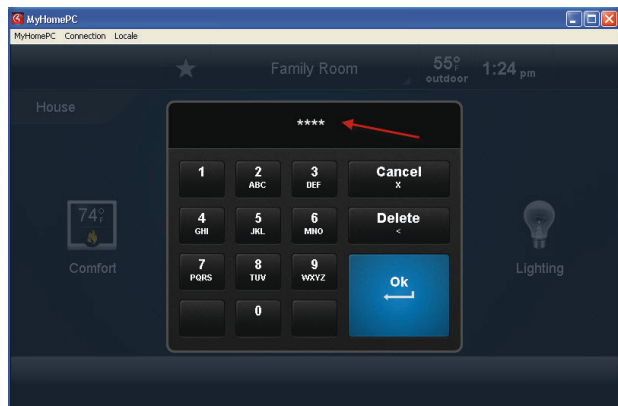 MyHomePC
MyHomePC Connection Locale
Family Room
55°F
outdoor
1:24 pm
House
****
1
2
ABC
3
DEF
Cancel
X
4
GHI
5
JKL
6
MNO
Delete
<
7
PQRS
8
TUV
9
WXYZ
Ok
0
74°F
Comfort
Lighting